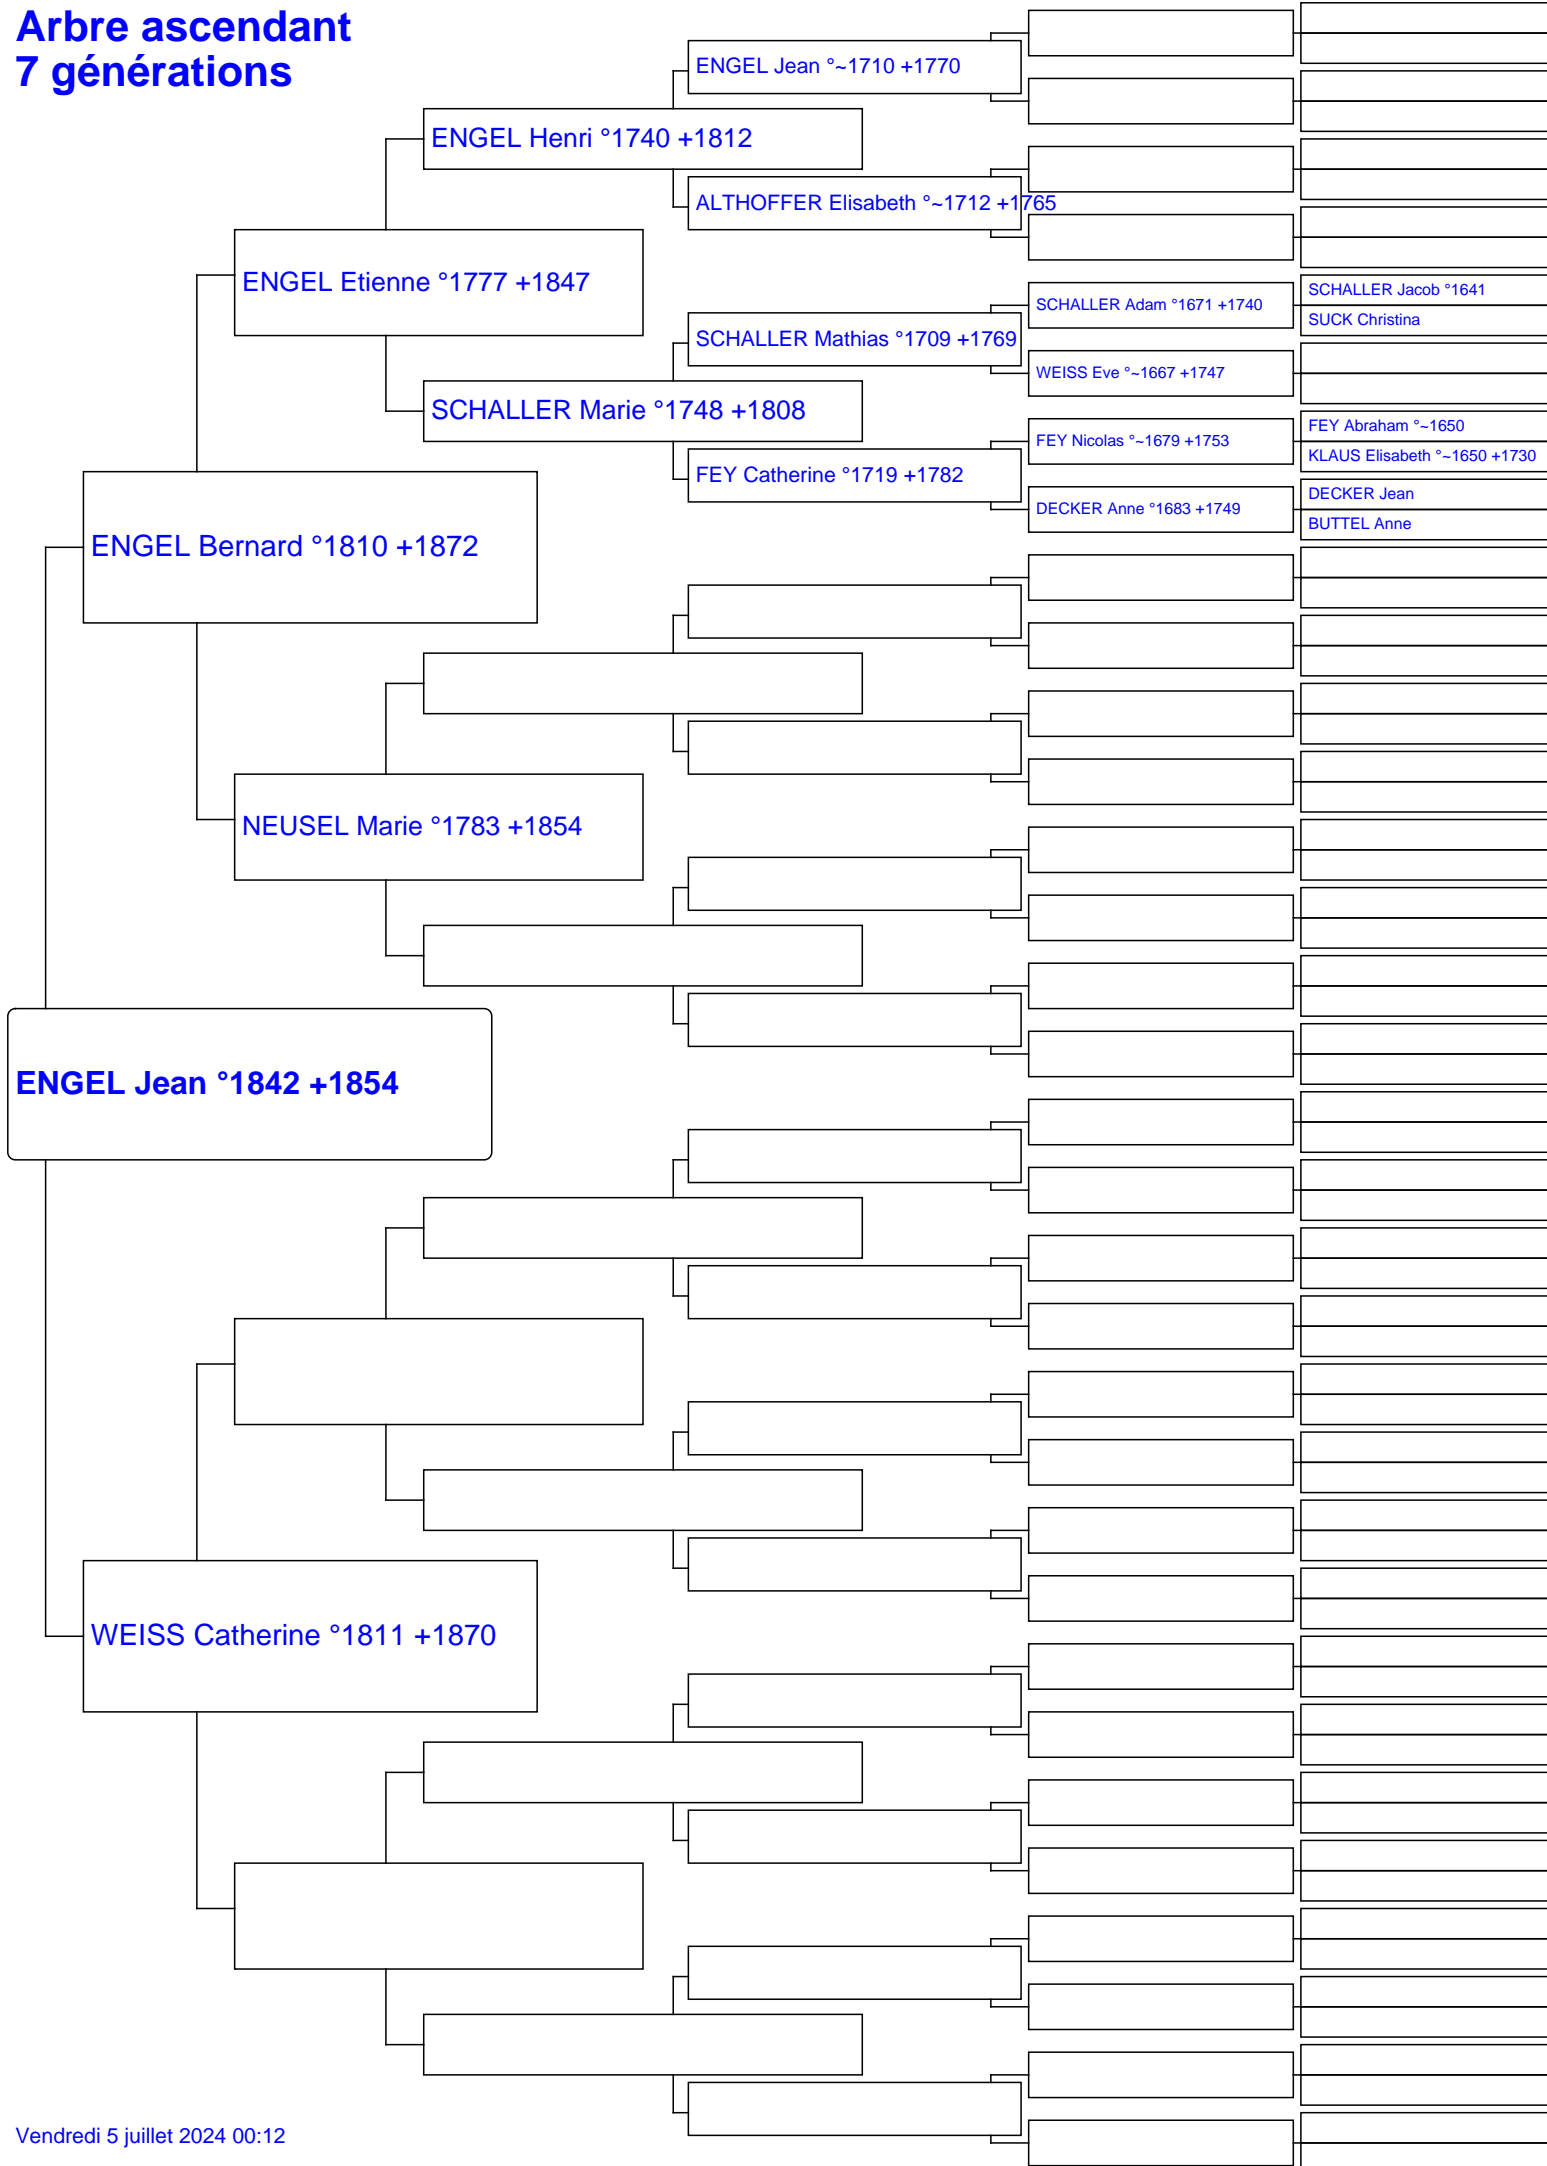 Arbre ascendant
7 générations
ENGEL Jean °~1710 +1770
ENGEL Henri °1740 +1812
ALTHOFFER Elisabeth °~1712 +1765
ENGEL Etienne °1777 +1847
SCHALLER Jacob °1641
SCHALLER Adam °1671 +1740
SUCK Christina
SCHALLER Mathias °1709 +1769
WEISS Eve °~1667 +1747
SCHALLER Marie °1748 +1808
FEY Abraham °~1650
FEY Nicolas °~1679 +1753
KLAUS Elisabeth °~1650 +1730
FEY Catherine °1719 +1782
DECKER Jean
DECKER Anne °1683 +1749
BUTTEL Anne
ENGEL Bernard °1810 +1872
NEUSEL Marie °1783 +1854
ENGEL Jean °1842 +1854
WEISS Catherine °1811 +1870
Vendredi 5 juillet 2024 00:12